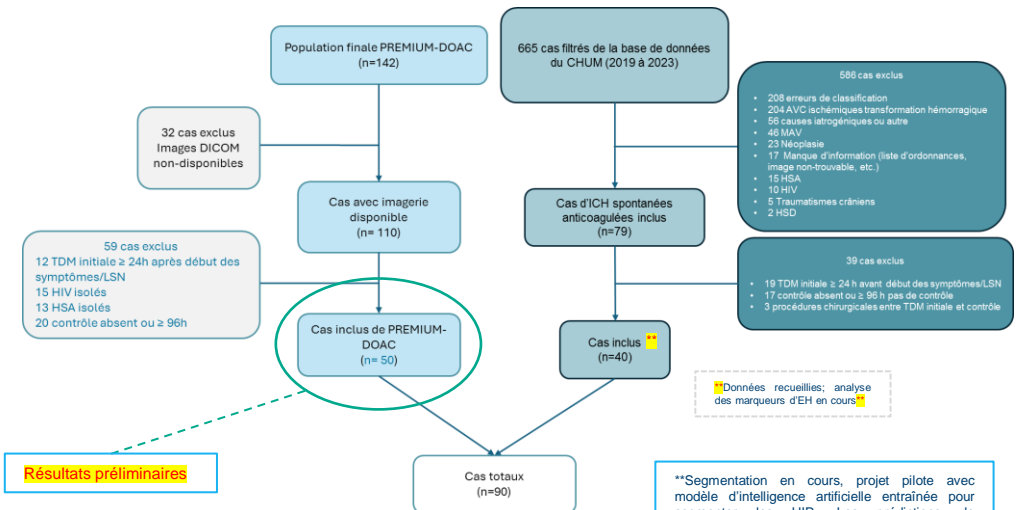 Population finale PREMIUM-DOAC
(n=142)
665 cas filtrés de la base de données
du CHUM (2019 à 2023)
586 cas exclus
• 208 erreurs de classification
• 204 AVC ischémiques transformation hémorragique
• 56 causes iatrogéniques ou autre
• 46 MAV
• 23 Néoplasie
• 17 Manque d'information (liste d'ordonnances,
image non-trouvable, etc.)
• 15 HSA
• 10 HIV
• 5 Traumatismes crâniens
• 2 HSD
32 cas exclus
Images DICOM
non-disponibles
Cas avec imagerie
disponible
(n= 110)
Cas d'ICH spontanées
anticoagulées inclus
(n=79)
59 cas exclus
12 TDM initiale ≥ 24h après début des
symptômes/LSN
15 HIV isolés
13 HSA isolés
20 contrôle absent ou ≥ 96h
39 cas exclus
• 19 TDM initiale ≥ 24 h avant début des symptômes/LSN
• 17 contrôle absent ou ≥ 96 h pas de contrôle
• 3 procédures chirurgicales entre TDM initiale et contrôle
Cas inclus de PREMIUM-
DOAC
(n= 50)
Cas inclus **
(n=40)
**Données recueillies; analyse
des marqueurs d'EH en cours**
Résultats préliminaires
Cas totaux
(n=90)
**Segmentation en cours, projet pilote avec
modèle d'intelligence artificielle entraînée pour